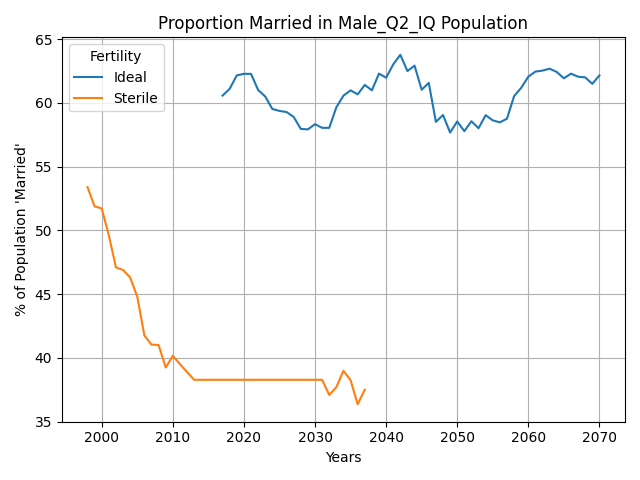 Proportion Married in Male_Q2_IQ Population
% of Population 'Married'
65
60
55
50
45
40
35
Fertility
Ideal
Sterile
2000 2010 2020 2030 2040 2050 2060 2070
Years